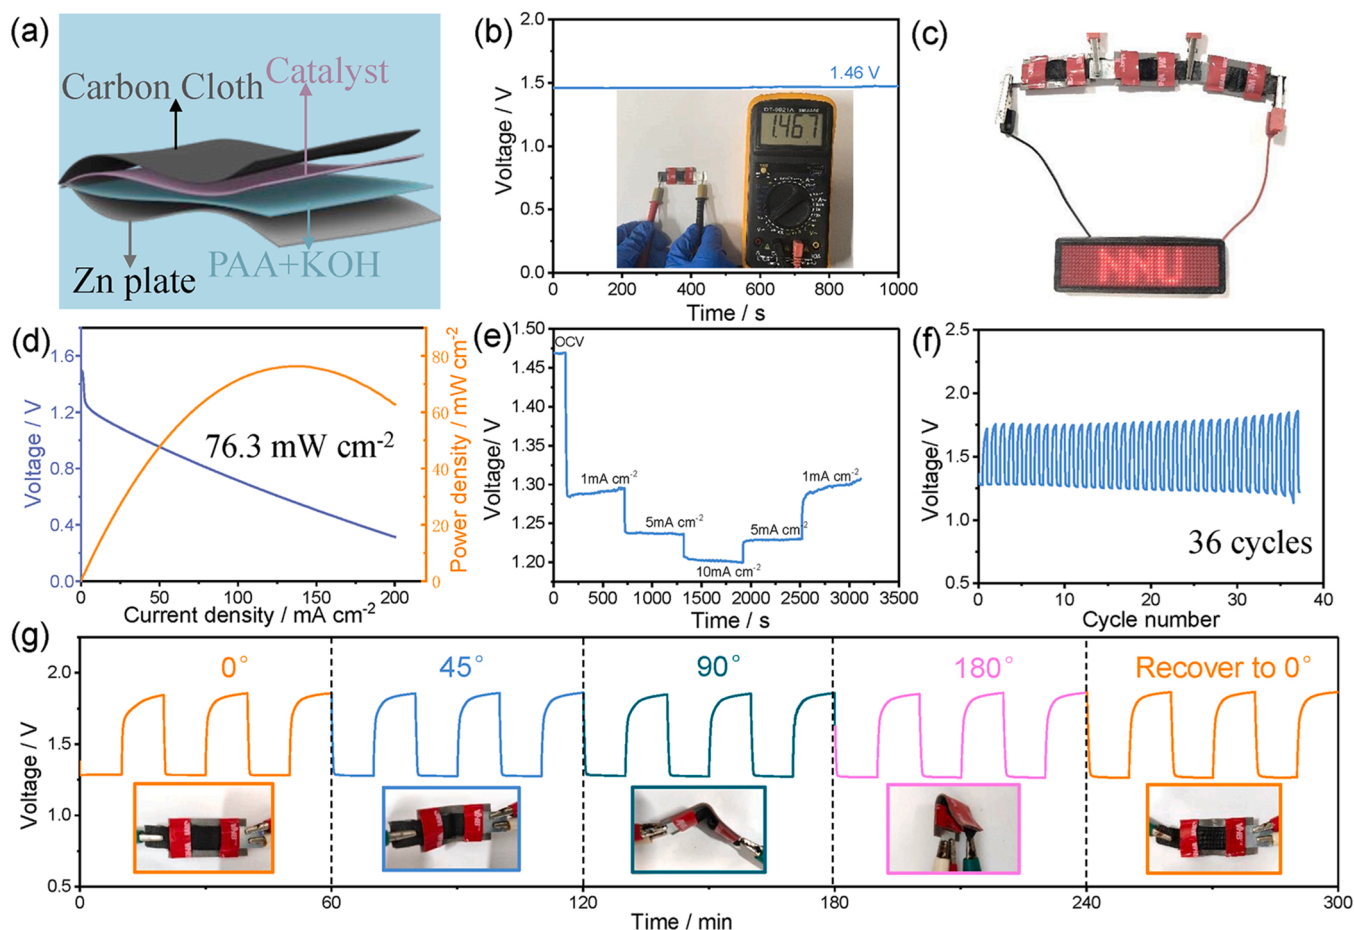 (a)
Carbon Cloth
Catalyst
PAA+KOH
Zn plate
(b)
2.0
1.5
1.0
0.5
0.0
Voltage / V
1.46 V
DT-9021A
1.467
0 200 400 600 800 1000
Time / s
(c)
NNU
(d)
1.6
1.2
0.8
0.4
0.0
Voltage / V
76.3 mW cm-2
80
60
40
20
0
Power density / mW cm-2
0 50 100 150 200
Current density / mA cm-2
(e)
1.50
1.45
1.40
1.35
1.30
1.25
1.20
Voltage/ V
OCV
1mA cm-2
5mA cm-2
10mA cm-2
5mA cm-2
1mA cm-2
0 500 1000 1500 2000 2500 3000 3500
Time / s
(f)
2.5
2.0
1.5
1.0
0.5
Voltage/ V
36 cycles
0 10 20 30 40
Cycle number
(g)
2.0
1.5
1.0
0.5
Voltage / V
0°
45°
90°
180°
Recover to 0°
0 60 120 180 240 300
Time / min